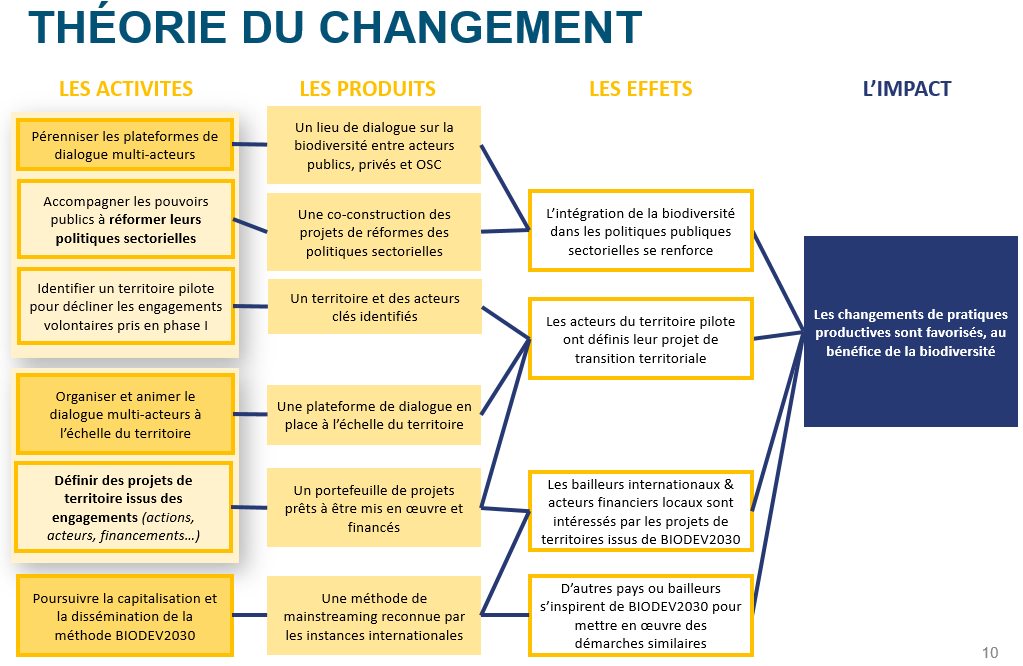 THÉORIE DU CHANGEMENT
LES ACTIVITES
LES PRODUITS
LES EFFETS
L’IMPACT
Pérenniser les plateformes de
dialogue multi-acteurs
Accompagner les pouvoirs
publics à réformer leurs
politiques sectorielles
Identifier un territoire pilote
pour décliner les engagements
volontaires pris en phase I
Organiser et animer le
dialogue multi-acteurs à
l’échelle du territoire
Définir des projets de
territoire issus des
engagements (actions,
acteurs, financements…)
Poursuivre la capitalisation et
la dissémination de la
méthode BIODEV2030
Un lieu de dialogue sur la
biodiversité entre acteurs
publics, privés et OSC
Une co-construction des
projets de réformes des
politiques sectorielles
Un territoire et des acteurs
clés identifiés
Une plateforme de dialogue en
place à l’échelle du territoire
Un portefeuille de projets
prêts à être mis en œuvre et
financés
Une méthode de
mainstreaming reconnue par
les instances internationales
L’intégration de la biodiversité
dans les politiques publiques
sectorielles se renforce
Les acteurs du territoire pilote
ont définis leur projet de
transition territoriale
Les bailleurs internationaux &
acteurs financiers locaux sont
intéressés par les projets de
territoires issus de BIODEV2030
D’autres pays ou bailleurs
s’inspirent de BIODEV2030 pour
mettre en œuvre des
démarches similaires
Les changements de pratiques
productives sont favorisés, au
bénéfice de la biodiversité
10